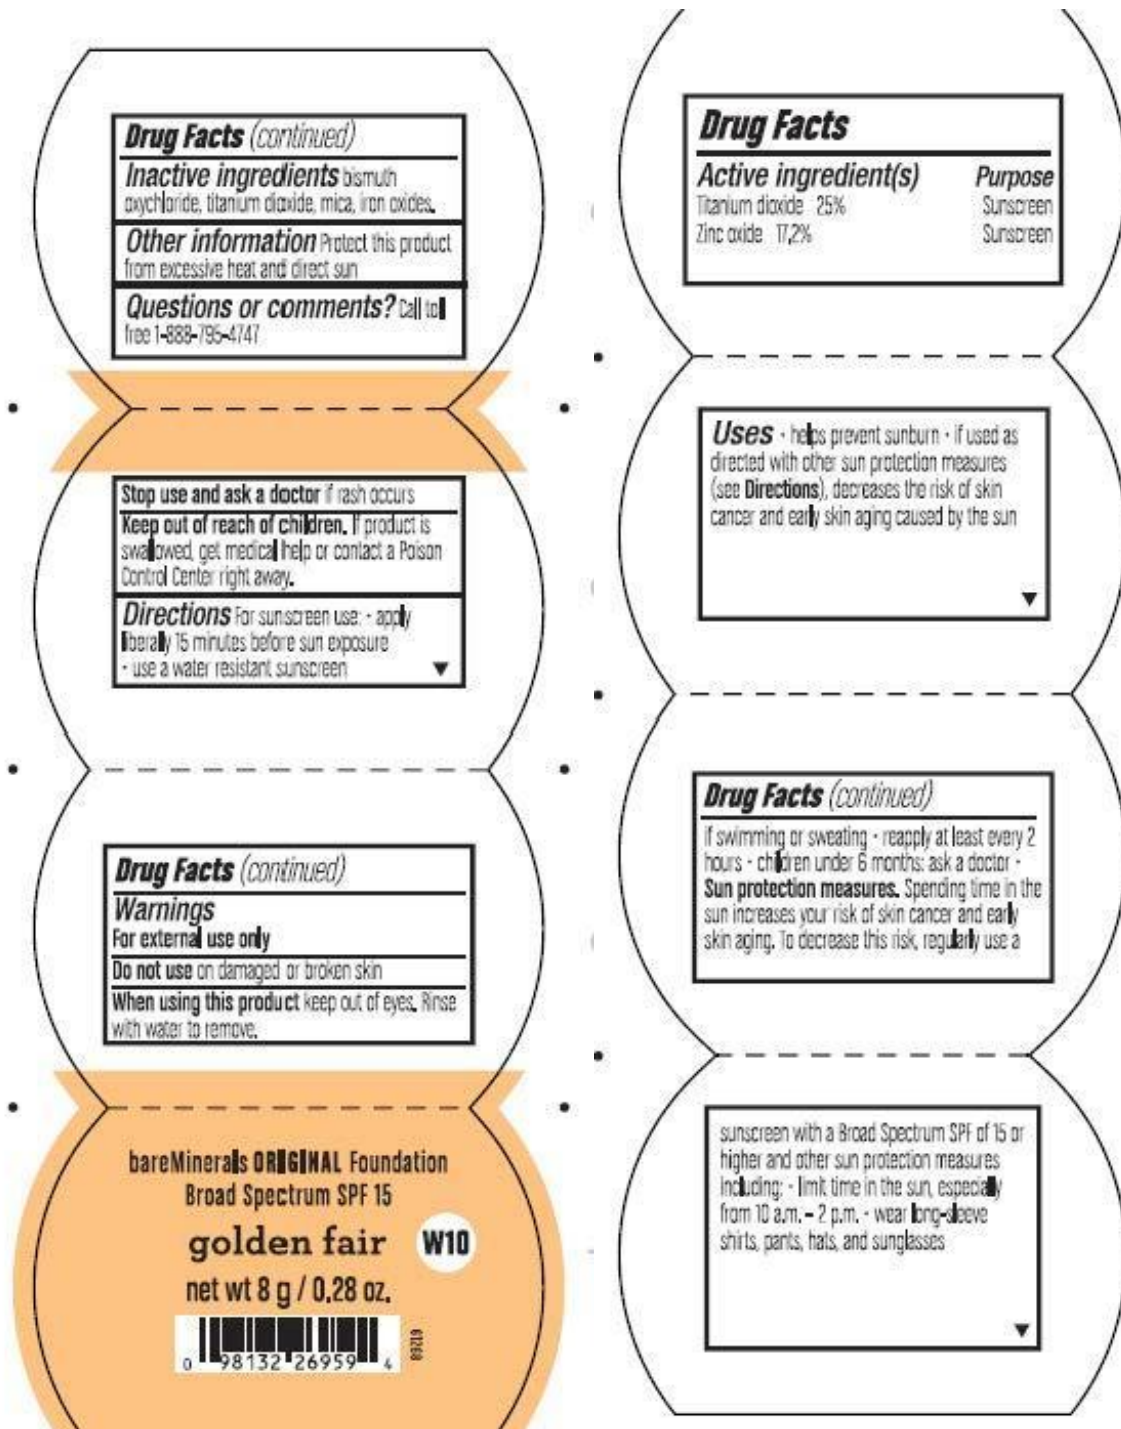 Drug Facts (continued)
Inactive ingredients bismuth
oxychloride, titanium dioxide, mica, iron oxides.
Other information Protect this product
from excessive heat and direct sun
Questions or comments? Call toll
free 1-888-795-4747
Stop use and ask a doctor if rash occurs
Keep out of reach of children. If product is
swallowed, get medical help or contact a Poison
Control Center right away.
Directions For sunscreen use: • apply
liberally 15 minutes before sun exposure
• use a water resistant sunscreen ▼
Drug Facts (continued)
Warnings
For external use only
Do not use on damaged or broken skin
When using this product keep out of eyes. Rinse
with water to remove.
bareMinerals ORIGINAL Foundation
Broad Spectrum SPF 15
golden fair W10
net wt 8 g / 0.28 oz.
0 98132 26959 4
61268
Drug Facts
Active ingredient(s) Purpose
Titanium dioxide 25% Sunscreen
Zinc oxide 17.2% Sunscreen
Uses • helps prevent sunburn • if used as
directed with other sun protection measures
(see Directions), decreases the risk of skin
cancer and early skin aging caused by the sun
▼
Drug Facts (continued)
if swimming or sweating • reapply at least every 2
hours • children under 6 months: ask a doctor •
Sun protection measures. Spending time in the
sun increases your risk of skin cancer and early
skin aging. To decrease this risk, regularly use a
sunscreen with a Broad Spectrum SPF of 15 or
higher and other sun protection measures
including: • limit time in the sun, especially
from 10 a.m. – 2 p.m. • wear long-sleeve
shirts, pants, hats, and sunglasses
▼